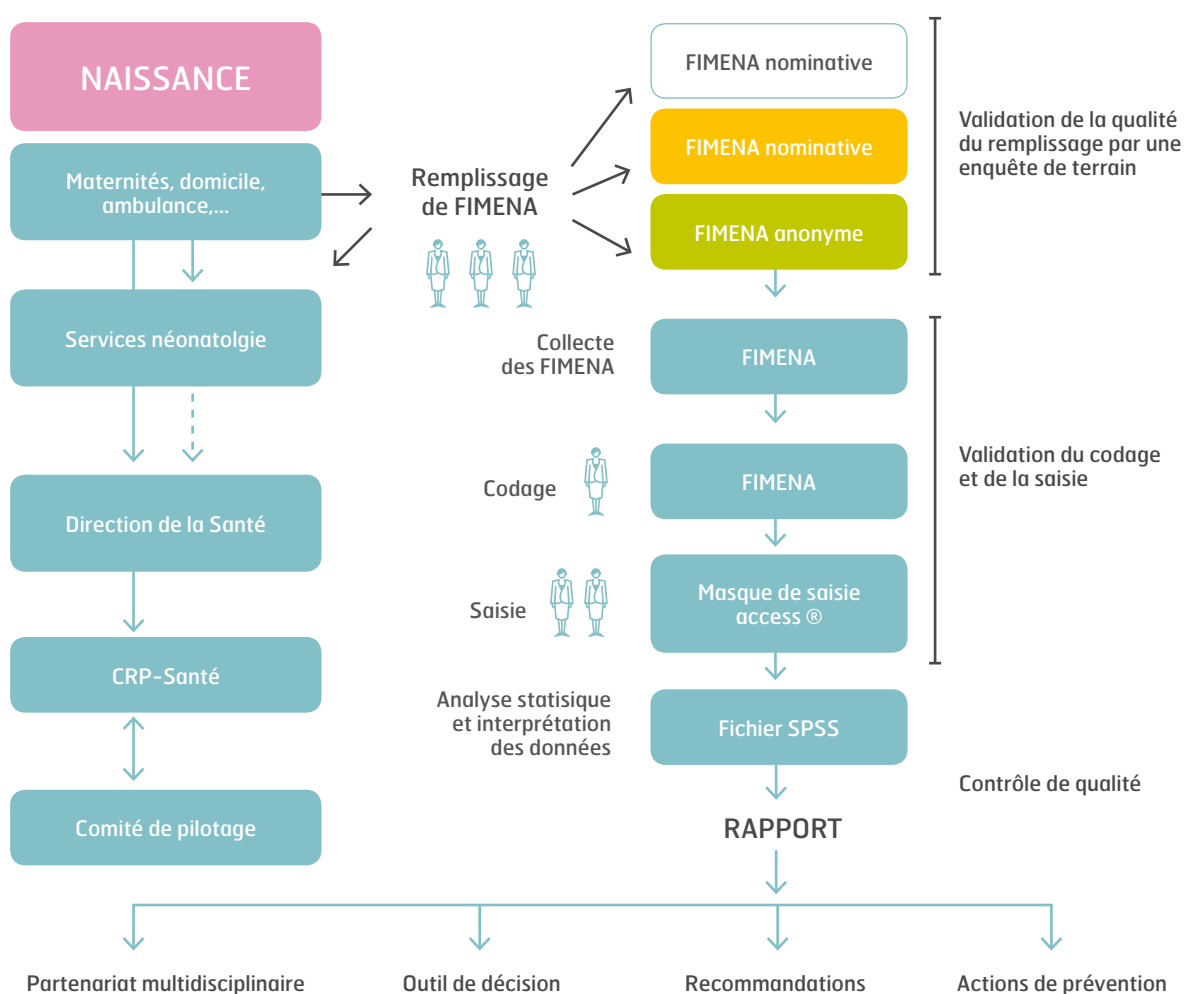 NAISSANCE
Maternités, domicile,
ambulance,...
Services néonatolgie
Direction de la Santé
CRP-Santé
Comité de pilotage
Remplissage
de FIMENA
FIMENA nominative
FIMENA nominative
FIMENA anonyme
Validation de la qualité
du remplissage par une
enquête de terrain
Collecte
des FIMENA
FIMENA
Codage
FIMENA
Saisie
Masque de saisie
access ®
Validation du codage
et de la saisie
Analyse statisique
et interprétation
des données
Fichier SPSS
Contrôle de qualité
RAPPORT
Partenariat multidisciplinaire
Outil de décision
Recommandations
Actions de prévention